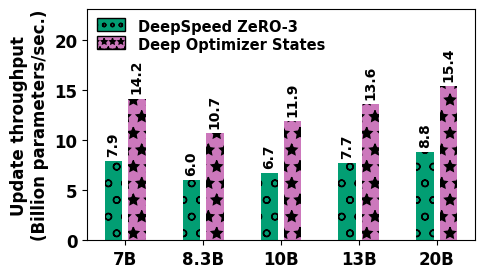 Update throughput
(Billion parameters/sec.)
20
15
10
5
0
DeepSpeed ZeRO-3
Deep Optimizer States
7.9
14.2
6.0
10.7
6.7
11.9
7.7
13.6
8.8
15.4
7B
8.3B
10B
13B
20B